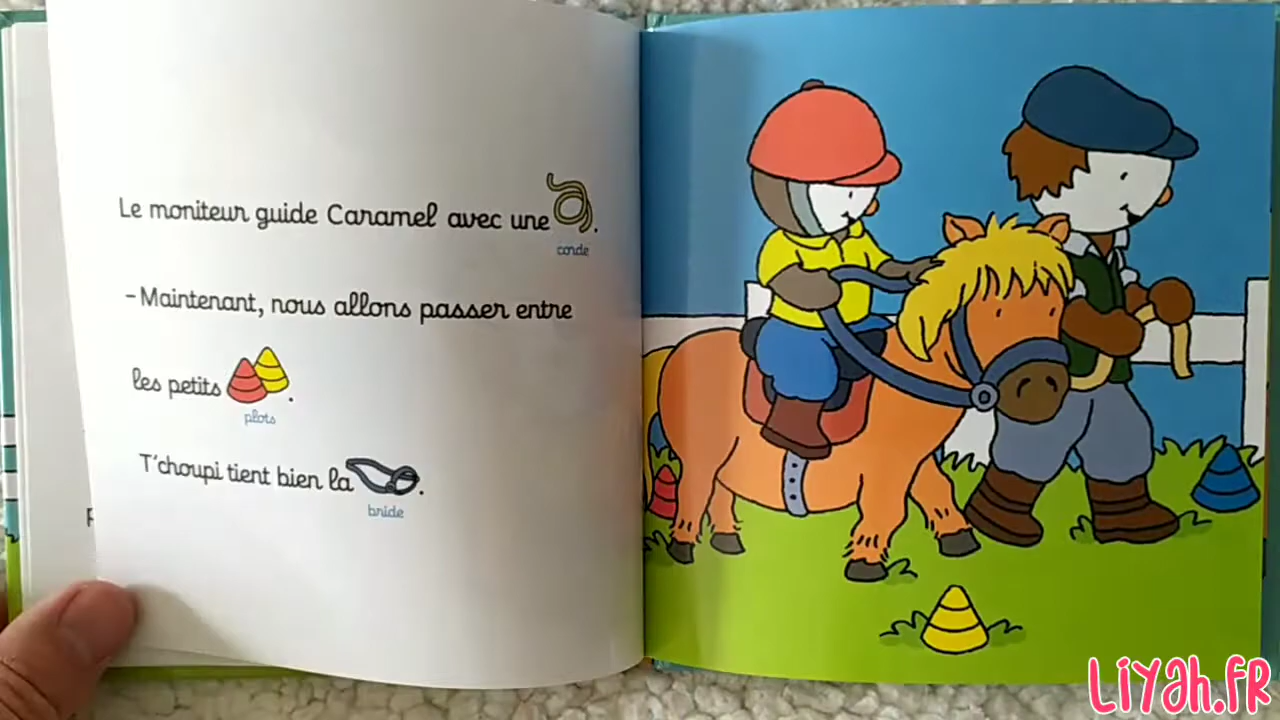 Le moniteur guide Caramel avec une .
corde
- Maintenant, nous allons passer entre
les petits .
plots
T'choupi tient bien la .
bride
LiYah.FR